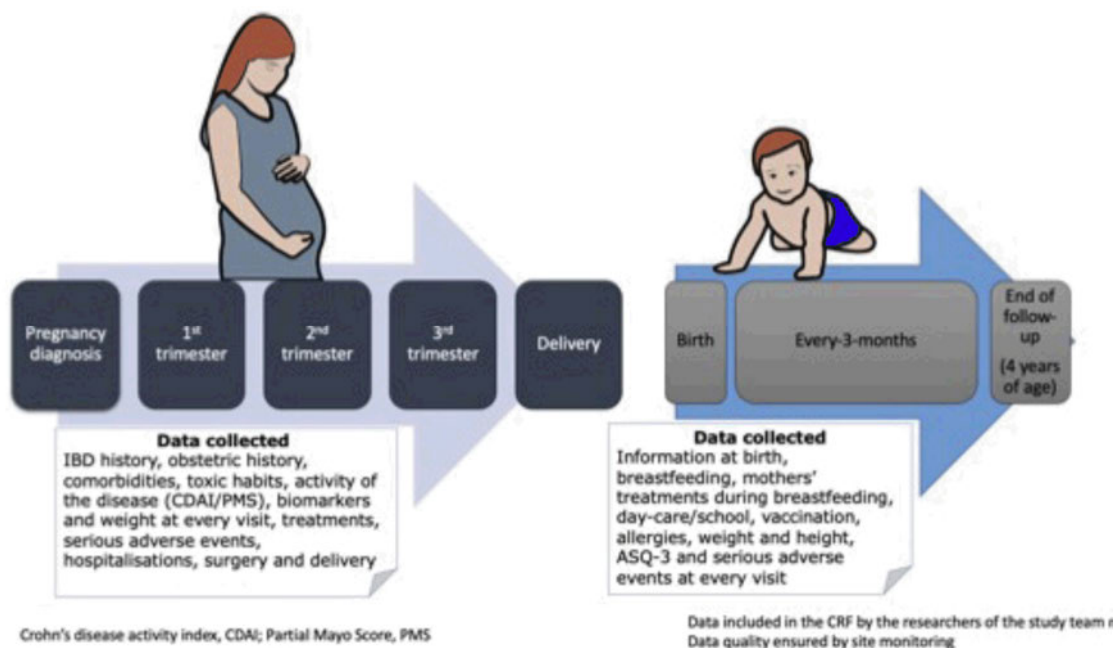 Pregnancy
diagnosis
1st
trimester
2nd
trimester
3rd
trimester
Delivery
Birth
Every-3-months
End of
follow-
up
(4 years
of age)
Data collected
IBD history, obstetric history,
comorbidities, toxic habits, activity of
the disease (CDAI/PMS), biomarkers
and weight at every visit, treatments,
serious adverse events,
hospitalisations, surgery and delivery
Data collected
Information at birth,
breastfeeding, mothers'
treatments during breastfeeding,
day-care/school, vaccination,
allergies, weight and height,
ASQ-3 and serious adverse
events at every visit
Crohn's disease activity index, CDAI; Partial Mayo Score, PMS
Data included in the CRF by the researchers of the study team
Data quality ensured by site monitoring